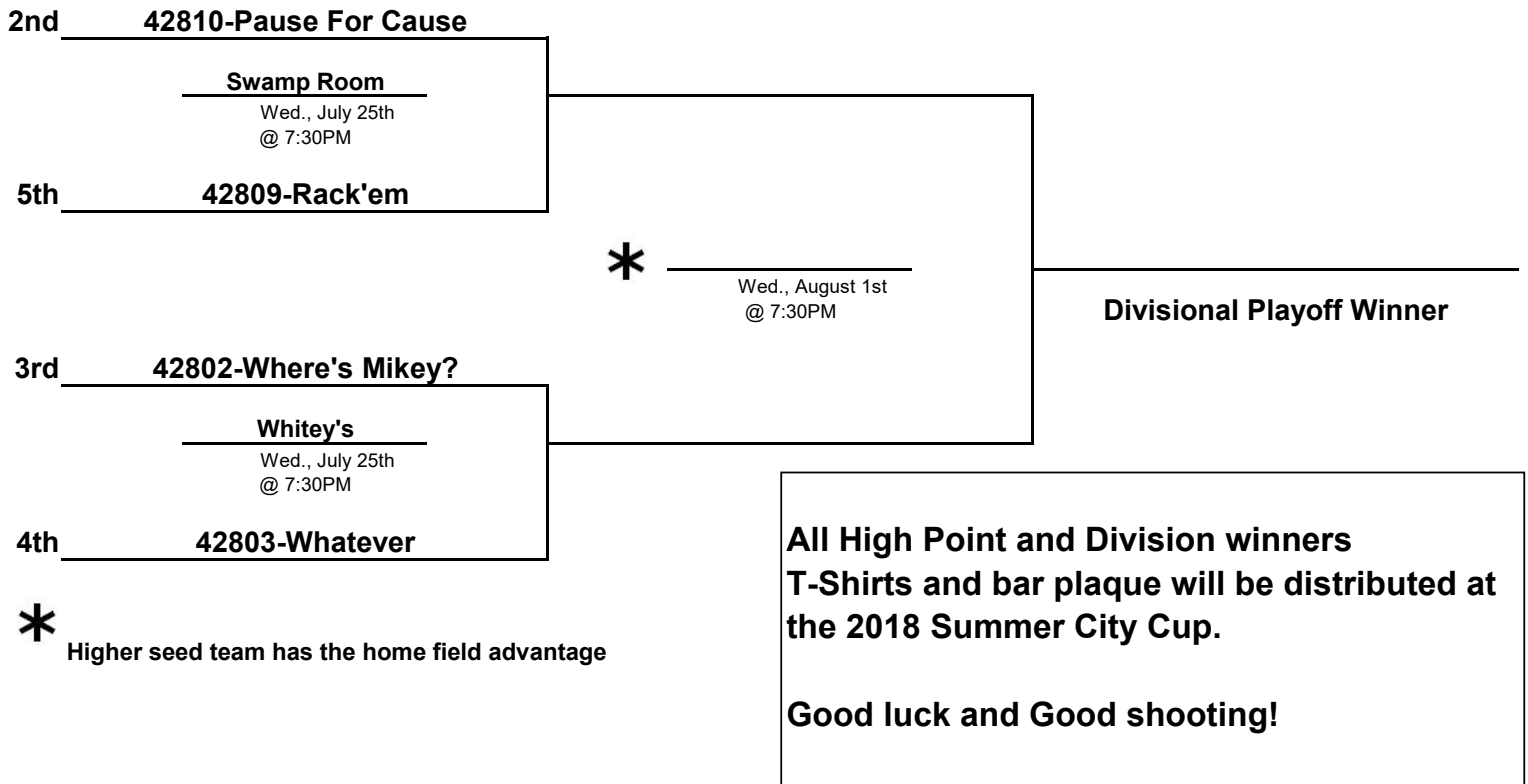 2nd 42810-Pause For Cause
Swamp Room
Wed., July 25th
@ 7:30PM
5th 42809-Rack'em
*
Wed., August 1st
@ 7:30PM
Divisional Playoff Winner
3rd 42802-Where's Mikey?
Whitey's
Wed., July 25th
@ 7:30PM
4th 42803-Whatever
* Higher seed team has the home field advantage
All High Point and Division winners
T-Shirts and bar plaque will be distributed at
the 2018 Summer City Cup.
Good luck and Good shooting!